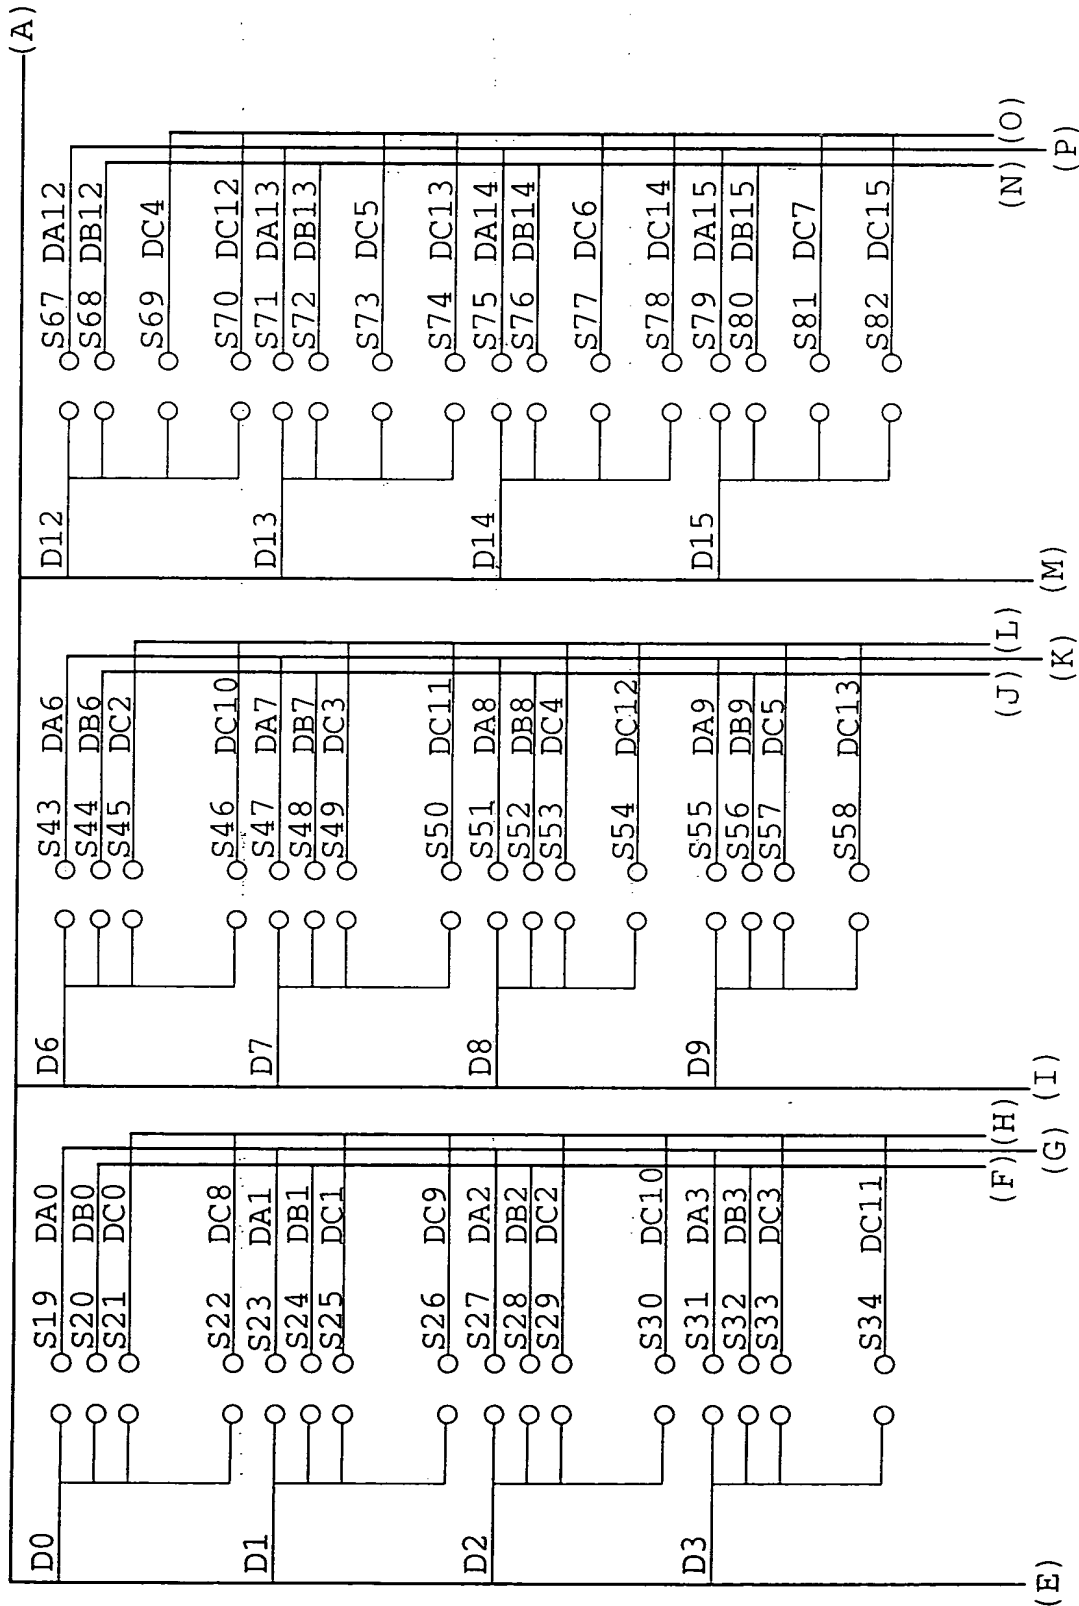 (A)
D12
S67 DA12
S68 DB12
S69 DC4
S70 DC12
D13
S71 DA13
S72 DB13
S73 DC5
S74 DC13
D14
S75 DA14
S76 DB14
S77 DC6
S78 DC14
D15
S79 DA15
S80 DB15
S81 DC7
S82 DC15
(M)
(N)
(P)
(O)
D6
S43 DA6
S44 DB6
S45 DC2
S46 DC10
D7
S47 DA7
S48 DB7
S49 DC3
S50 DC11
D8
S51 DA8
S52 DB8
S53 DC4
S54 DC12
D9
S55 DA9
S56 DB9
S57 DC5
S58 DC13
(I)
(J)
(K)
(L)
D0
S19 DA0
S20 DB0
S21 DC0
S22 DC8
D1
S23 DA1
S24 DB1
S25 DC1
S26 DC9
D2
S27 DA2
S28 DB2
S29 DC2
S30 DC10
D3
S31 DA3
S32 DB3
S33 DC3
S34 DC11
(E)
(F)
(G)
(H)